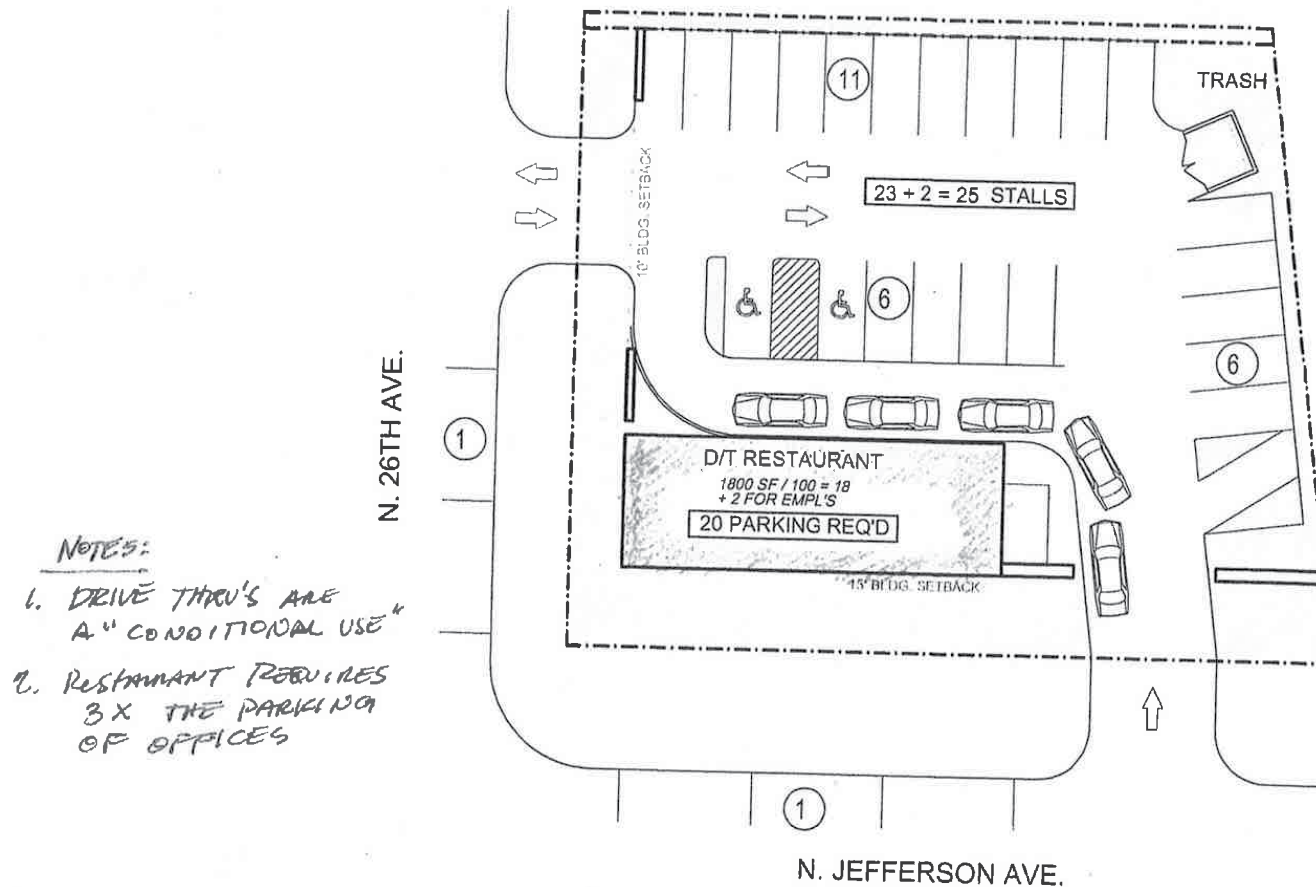 TRASH
11
10' BLDG. SETBACK
23 + 2 = 25 STALLS
6
6
N. 26TH AVE.
1
D/T RESTAURANT
1800 SF / 100 = 18
+ 2 FOR EMPL'S
20 PARKING REQ'D
15' BLDG. SETBACK
NOTES:
1. DRIVE THRU'S ARE
A "CONDITIONAL USE"
2. RESTAURANT REQUIRES
3X THE PARKING
OF OFFICES
1
N. JEFFERSON AVE.